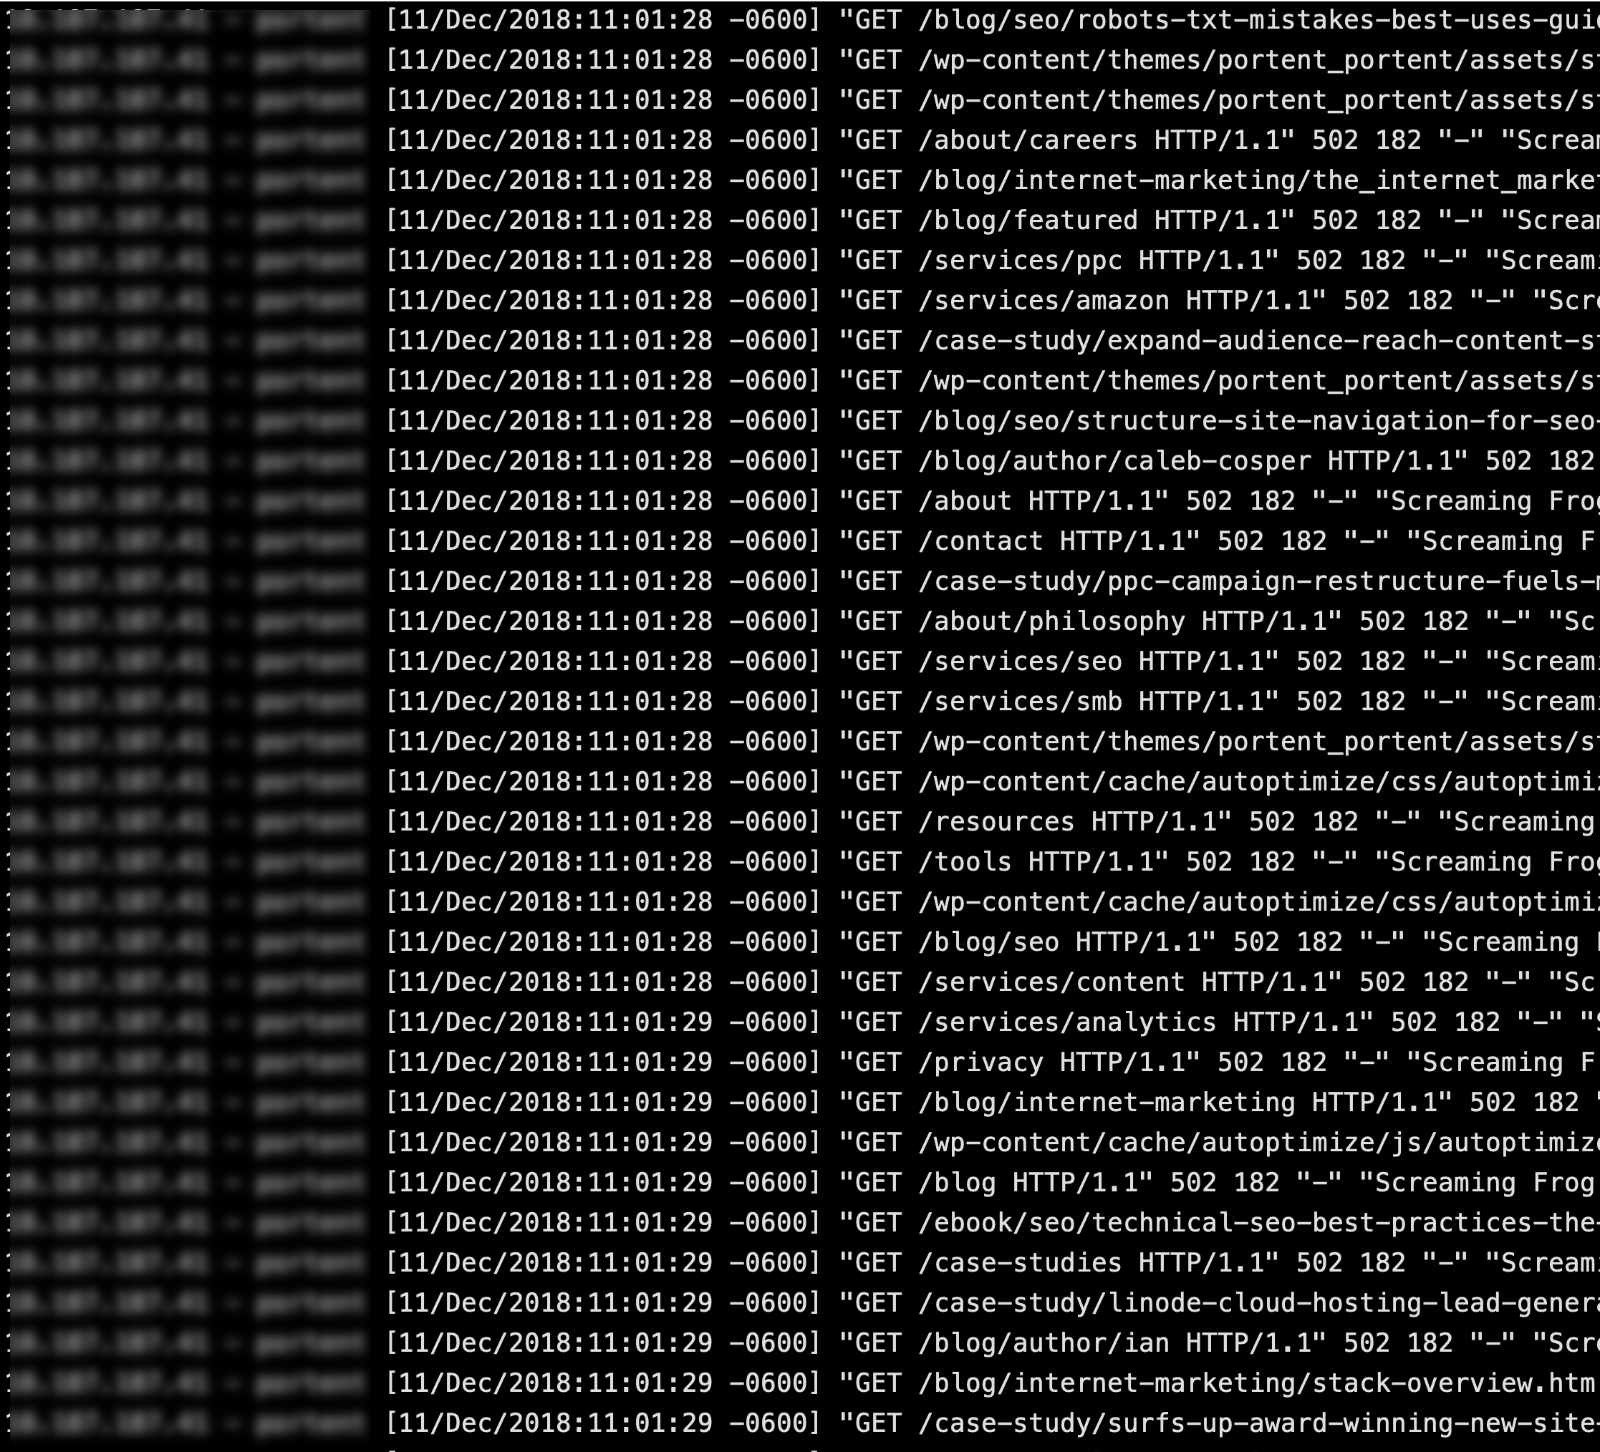 [11/Dec/2018:11:01:28 -0600] "GET /blog/seo/robots-txt-mistakes-best-uses-guid
[11/Dec/2018:11:01:28 -0600] "GET /wp-content/themes/portent_portent/assets/st
[11/Dec/2018:11:01:28 -0600] "GET /wp-content/themes/portent_portent/assets/st
[11/Dec/2018:11:01:28 -0600] "GET /about/careers HTTP/1.1" 502 182 "-" "Scream
[11/Dec/2018:11:01:28 -0600] "GET /blog/internet-marketing/the_internet_market
[11/Dec/2018:11:01:28 -0600] "GET /blog/featured HTTP/1.1" 502 182 "-" "Scream
[11/Dec/2018:11:01:28 -0600] "GET /services/ppc HTTP/1.1" 502 182 "-" "Screami
[11/Dec/2018:11:01:28 -0600] "GET /services/amazon HTTP/1.1" 502 182 "-" "Scre
[11/Dec/2018:11:01:28 -0600] "GET /case-study/expand-audience-reach-content-st
[11/Dec/2018:11:01:28 -0600] "GET /wp-content/themes/portent_portent/assets/st
[11/Dec/2018:11:01:28 -0600] "GET /blog/seo/structure-site-navigation-for-seo-
[11/Dec/2018:11:01:28 -0600] "GET /blog/author/caleb-cosper HTTP/1.1" 502 182
[11/Dec/2018:11:01:28 -0600] "GET /about HTTP/1.1" 502 182 "-" "Screaming Frog
[11/Dec/2018:11:01:28 -0600] "GET /contact HTTP/1.1" 502 182 "-" "Screaming F
[11/Dec/2018:11:01:28 -0600] "GET /case-study/ppc-campaign-restructure-fuels-m
[11/Dec/2018:11:01:28 -0600] "GET /about/philosophy HTTP/1.1" 502 182 "-" "Sc
[11/Dec/2018:11:01:28 -0600] "GET /services/seo HTTP/1.1" 502 182 "-" "Screami
[11/Dec/2018:11:01:28 -0600] "GET /services/smb HTTP/1.1" 502 182 "-" "Screami
[11/Dec/2018:11:01:28 -0600] "GET /wp-content/themes/portent_portent/assets/st
[11/Dec/2018:11:01:28 -0600] "GET /wp-content/cache/autoptimize/css/autoptimiz
[11/Dec/2018:11:01:28 -0600] "GET /resources HTTP/1.1" 502 182 "-" "Screaming
[11/Dec/2018:11:01:28 -0600] "GET /tools HTTP/1.1" 502 182 "-" "Screaming Frog
[11/Dec/2018:11:01:28 -0600] "GET /wp-content/cache/autoptimize/css/autoptimiz
[11/Dec/2018:11:01:28 -0600] "GET /blog/seo HTTP/1.1" 502 182 "-" "Screaming
[11/Dec/2018:11:01:28 -0600] "GET /services/content HTTP/1.1" 502 182 "-" "Sc
[11/Dec/2018:11:01:29 -0600] "GET /services/analytics HTTP/1.1" 502 182 "-" "S
[11/Dec/2018:11:01:29 -0600] "GET /privacy HTTP/1.1" 502 182 "-" "Screaming F
[11/Dec/2018:11:01:29 -0600] "GET /blog/internet-marketing HTTP/1.1" 502 182 "
[11/Dec/2018:11:01:29 -0600] "GET /wp-content/cache/autoptimize/js/autoptimize
[11/Dec/2018:11:01:29 -0600] "GET /blog HTTP/1.1" 502 182 "-" "Screaming Frog
[11/Dec/2018:11:01:29 -0600] "GET /ebook/seo/technical-seo-best-practices-the-
[11/Dec/2018:11:01:29 -0600] "GET /case-studies HTTP/1.1" 502 182 "-" "Screami
[11/Dec/2018:11:01:29 -0600] "GET /case-study/linode-cloud-hosting-lead-genera
[11/Dec/2018:11:01:29 -0600] "GET /blog/author/ian HTTP/1.1" 502 182 "-" "Scre
[11/Dec/2018:11:01:29 -0600] "GET /blog/internet-marketing/stack-overview.htm
[11/Dec/2018:11:01:29 -0600] "GET /case-study/surfs-up-award-winning-new-site-